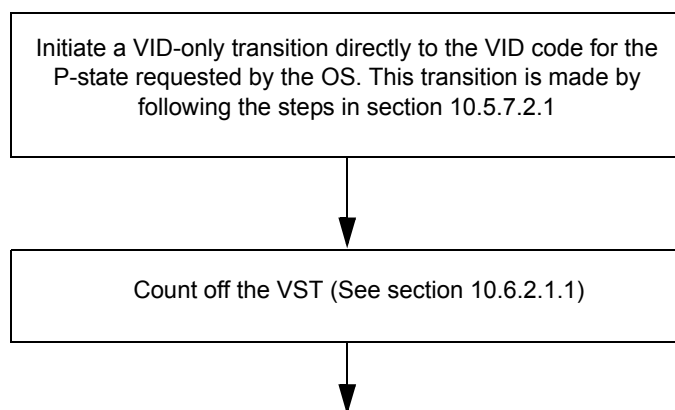 Initiate a VID-only transition directly to the VID code for the
P-state requested by the OS. This transition is made by
following the steps in section 10.5.7.2.1
Count off the VST (See section 10.6.2.1.1)